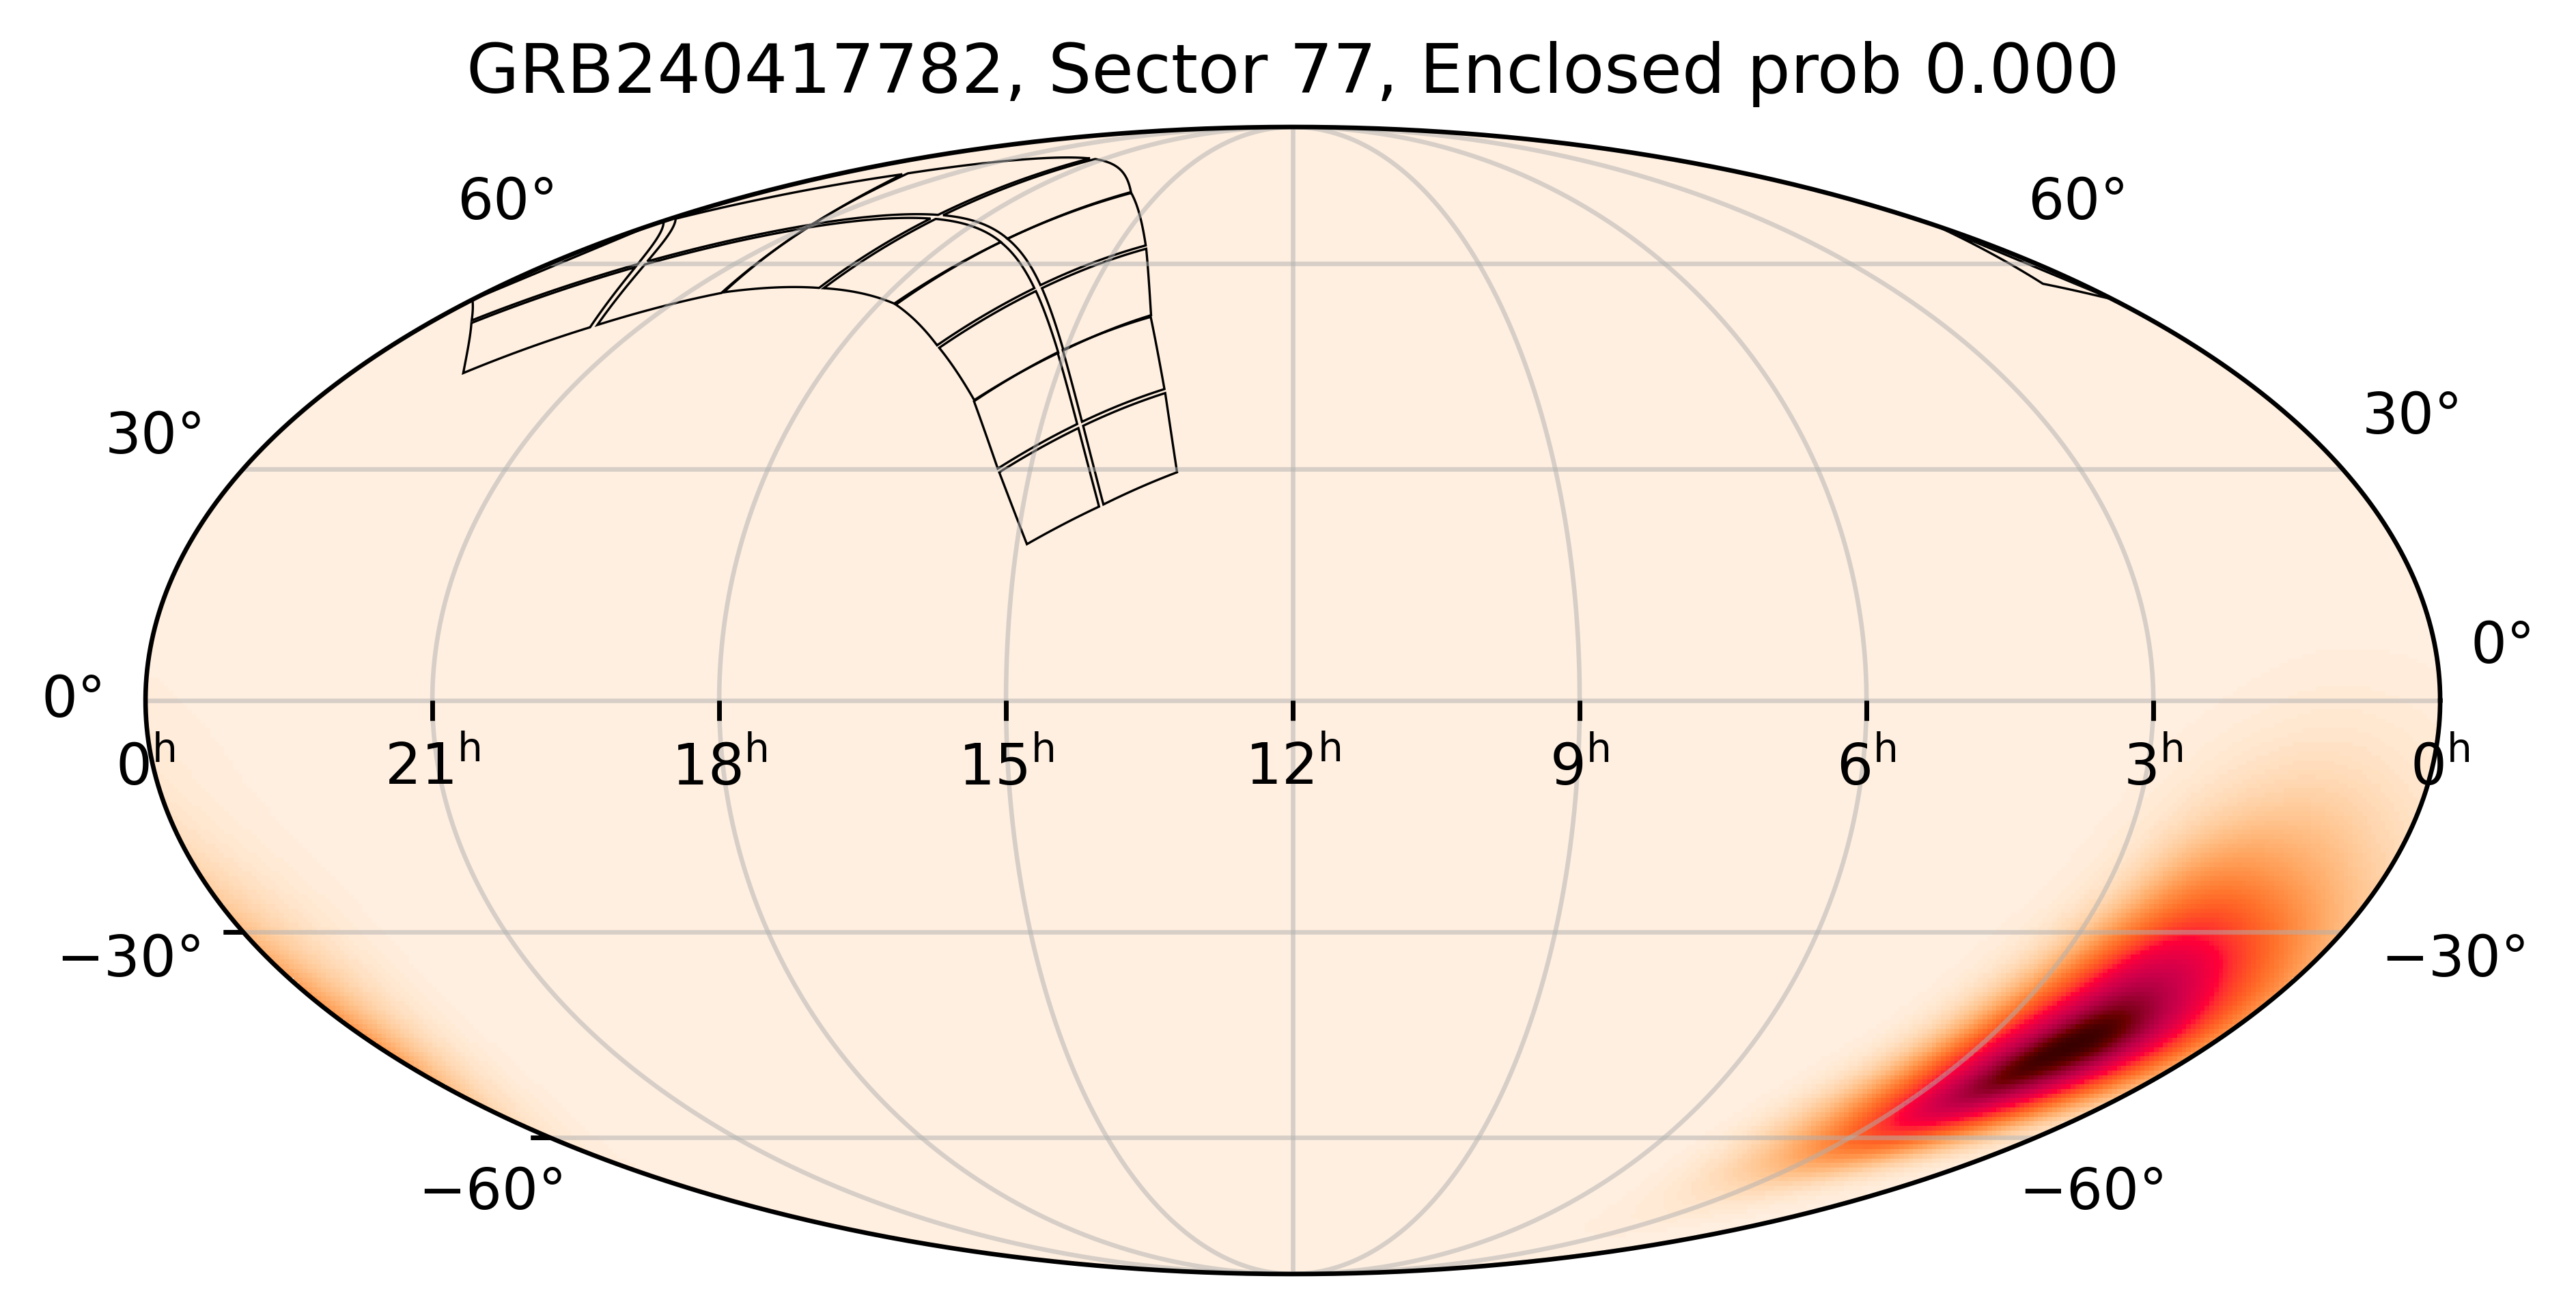 GRB240417782, Sector 77, Enclosed prob 0.000
60° 60°
30° 30°
0° 0°
0ʰ 21ʰ 18ʰ 15ʰ 12ʰ 9ʰ 6ʰ 3ʰ 0ʰ
−30° −30°
−60° −60°